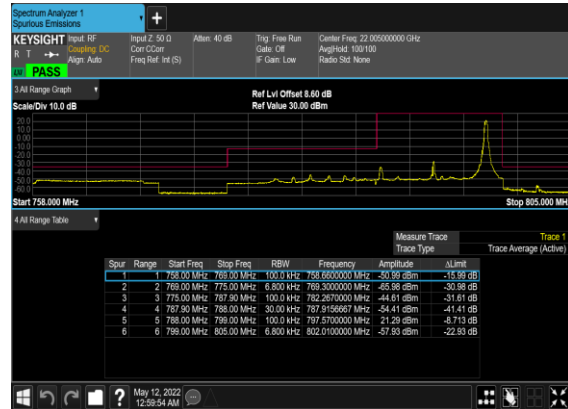 Spectrum Analyzer 1
Spurious Emissions
+
KEYSIGHT Input: RF Input Z: 50 Ω Atten: 40 dB Trig: Free Run Center Freq: 22.005000000 GHz
R T Coupling: DC Corr CCorr Gate: Off Avg|Hold: 100/100
Align: Auto Freq Ref: Int (S) IF Gain: Low Radio Std: None
LW PASS
3 All Range Graph Ref Lvl Offset 8.60 dB
Scale/Div 10.0 dB Ref Value 30.00 dBm
20.0
10.0
0.00
-10.0
-20.0
-30.0
-40.0
-50.0
-60.0
Start 758.000 MHz Stop 805.000 MH
4 All Range Table
Measure Trace Trace 1
Trace Type Trace Average (Active)
Spur Range Start Freq Stop Freq RBW Frequency Amplitude ΔLimit
1 1 758.00 MHz 769.00 MHz 100.0 kHz 758.6600000 MHz -50.99 dBm -15.99 dB
2 2 769.00 MHz 775.00 MHz 6.800 kHz 769.3000000 MHz -65.98 dBm -30.98 dB
3 3 775.00 MHz 787.90 MHz 100.0 kHz 782.2670000 MHz -44.61 dBm -31.61 dB
4 4 787.90 MHz 788.00 MHz 30.00 kHz 787.9156667 MHz -54.41 dBm -41.41 dB
5 5 788.00 MHz 799.00 MHz 100.0 kHz 797.5700000 MHz 21.29 dBm -8.713 dB
6 6 799.00 MHz 805.00 MHz 6.800 kHz 802.0100000 MHz -57.93 dBm -22.93 dB
? May 12, 2022
12:59:54 AM